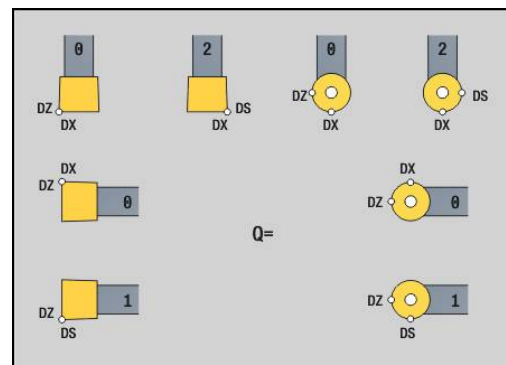 0 2 0 2
DZ DS DZ DS
DX DX DX DX
DX DX
DZ 0 DZ 0
Q=
1 DZ 1
DZ
DS DS